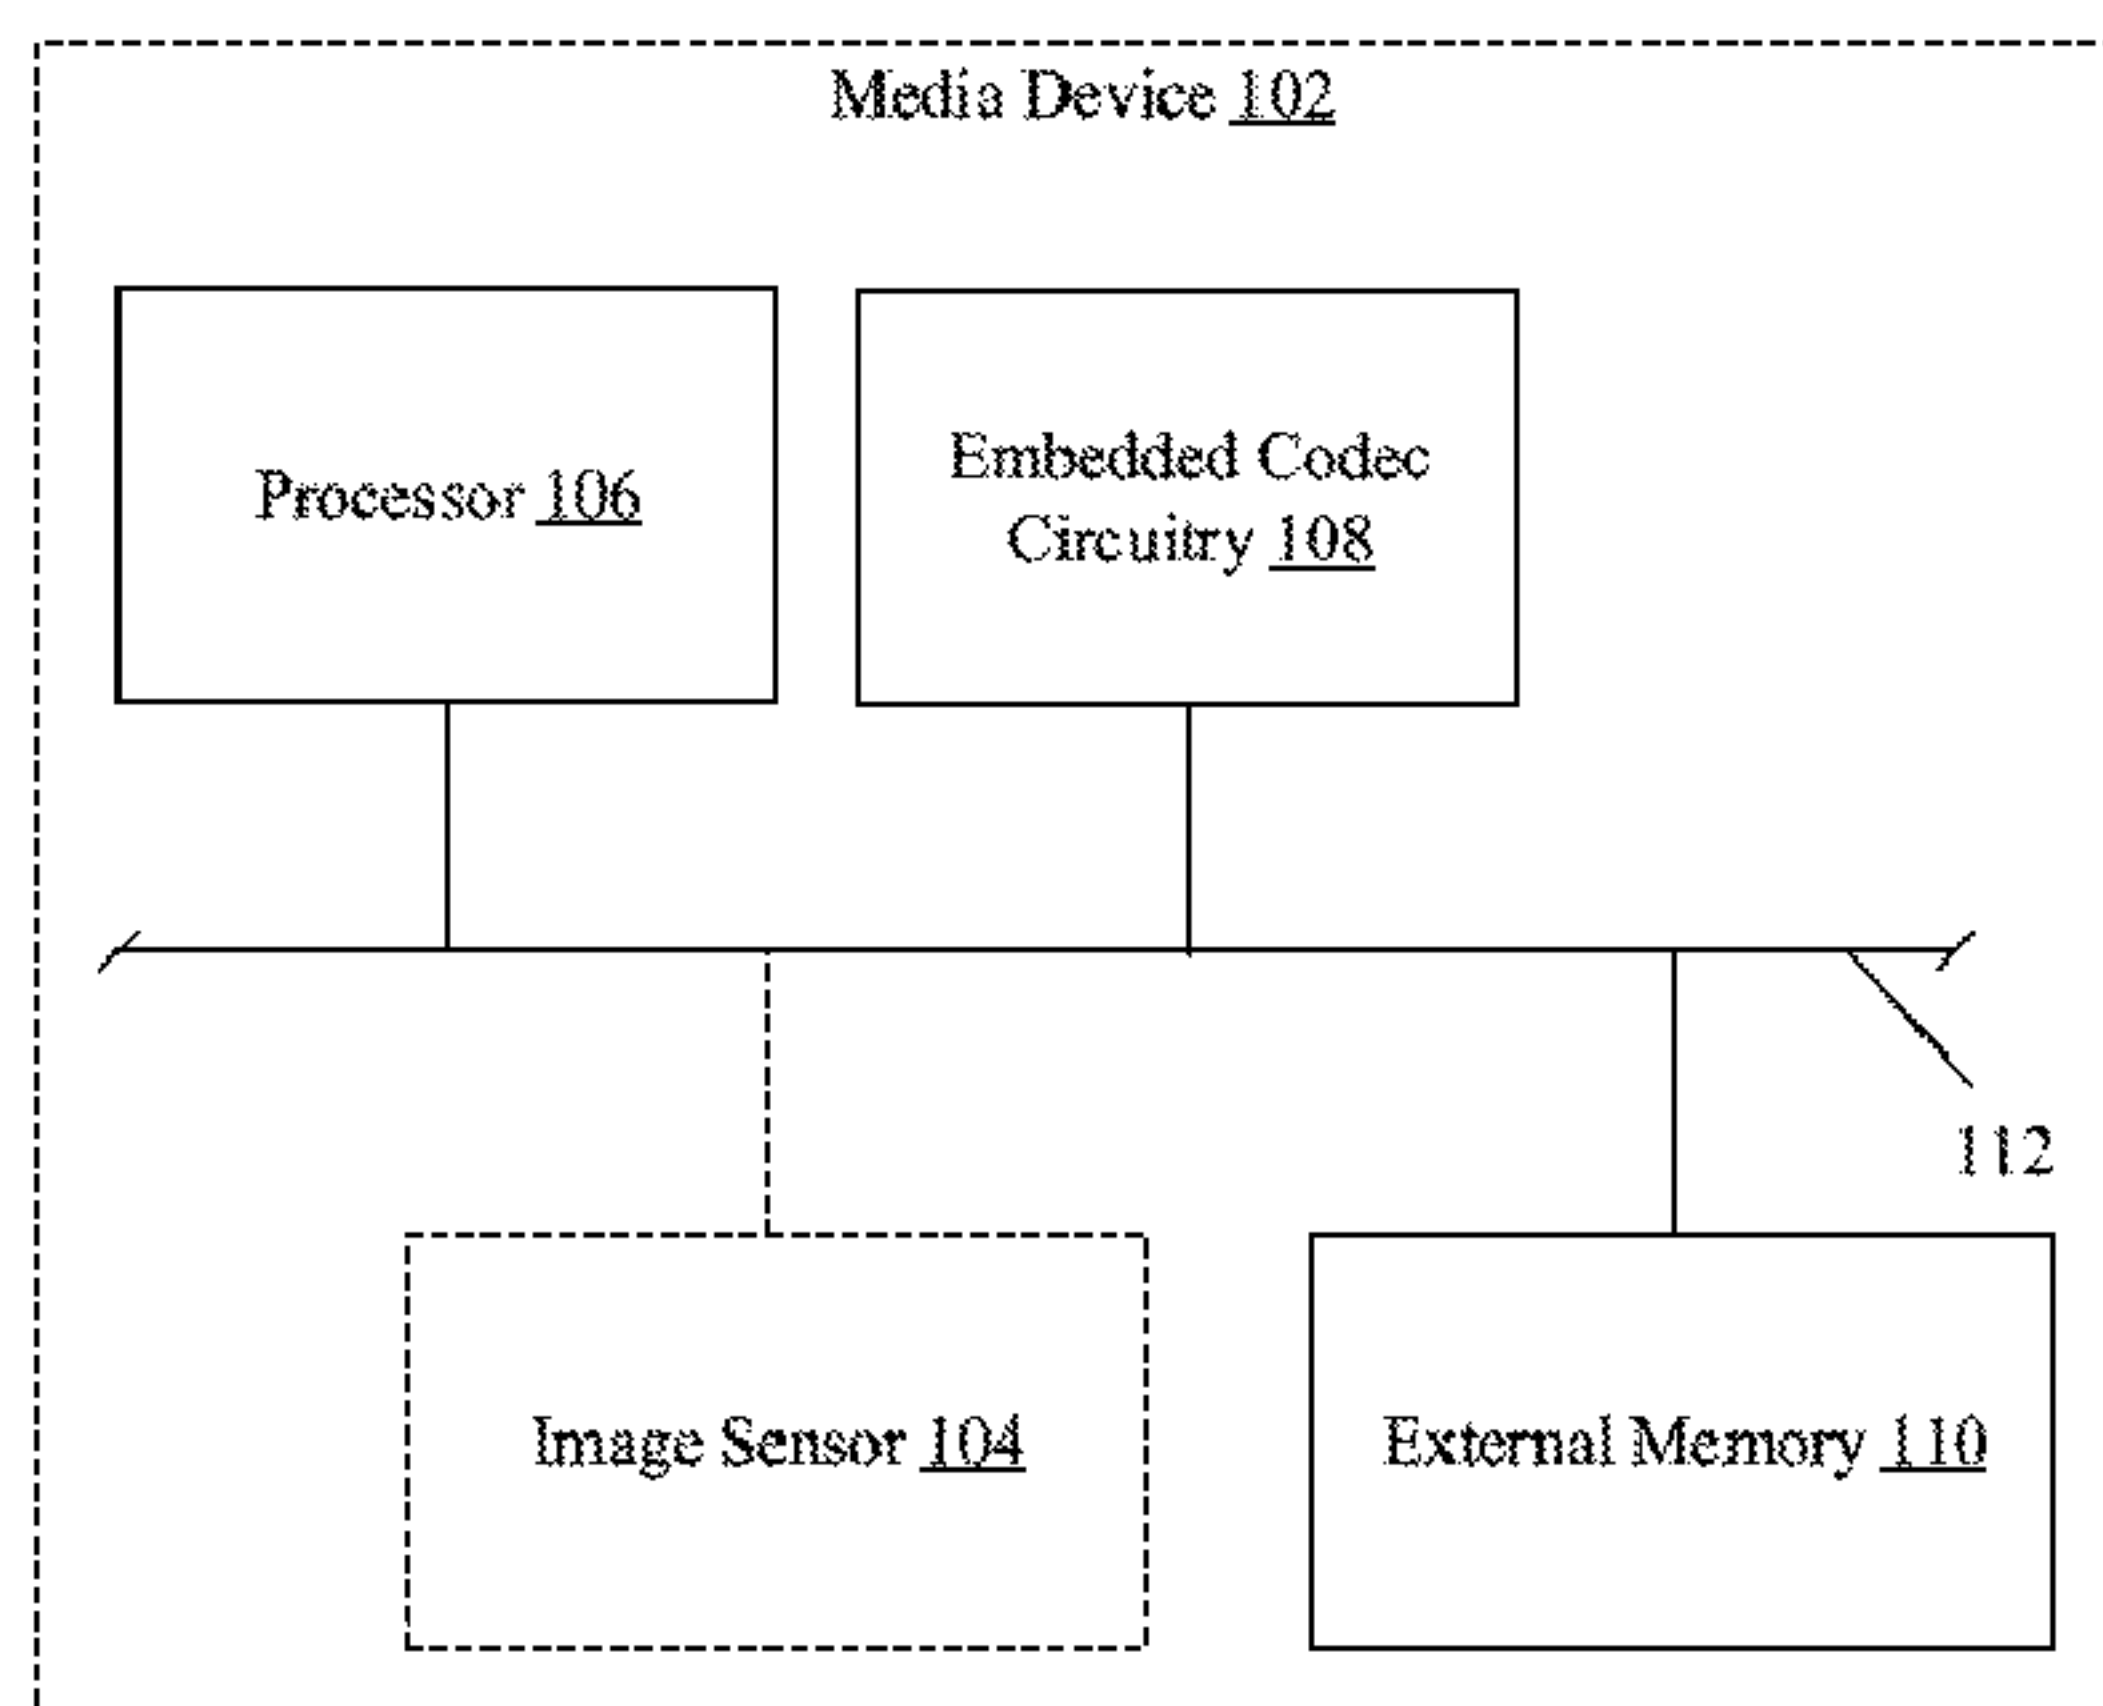 Media Device 102
Processor 106
Embedded Codec
Circuitry 108
112
Image Sensor 104
External Memory 110